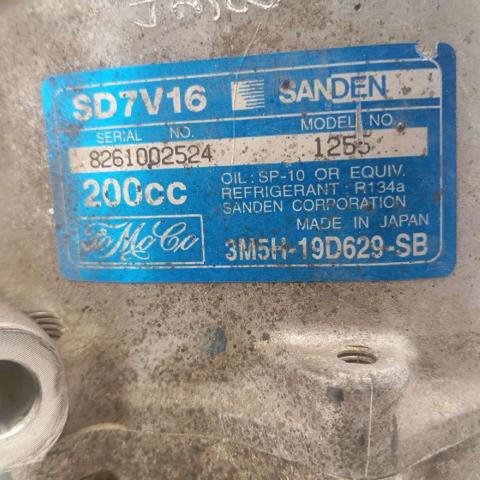 SD7V16 SANDEN
SERIAL NO. MODEL NO.
8261002524 1255
200cc
OIL : SP-10 OR EQUIV.
REFRIGERANT : R134a
SANDEN CORPORATION
MADE IN JAPAN
FoMoCo 3M5H-19D629-SB